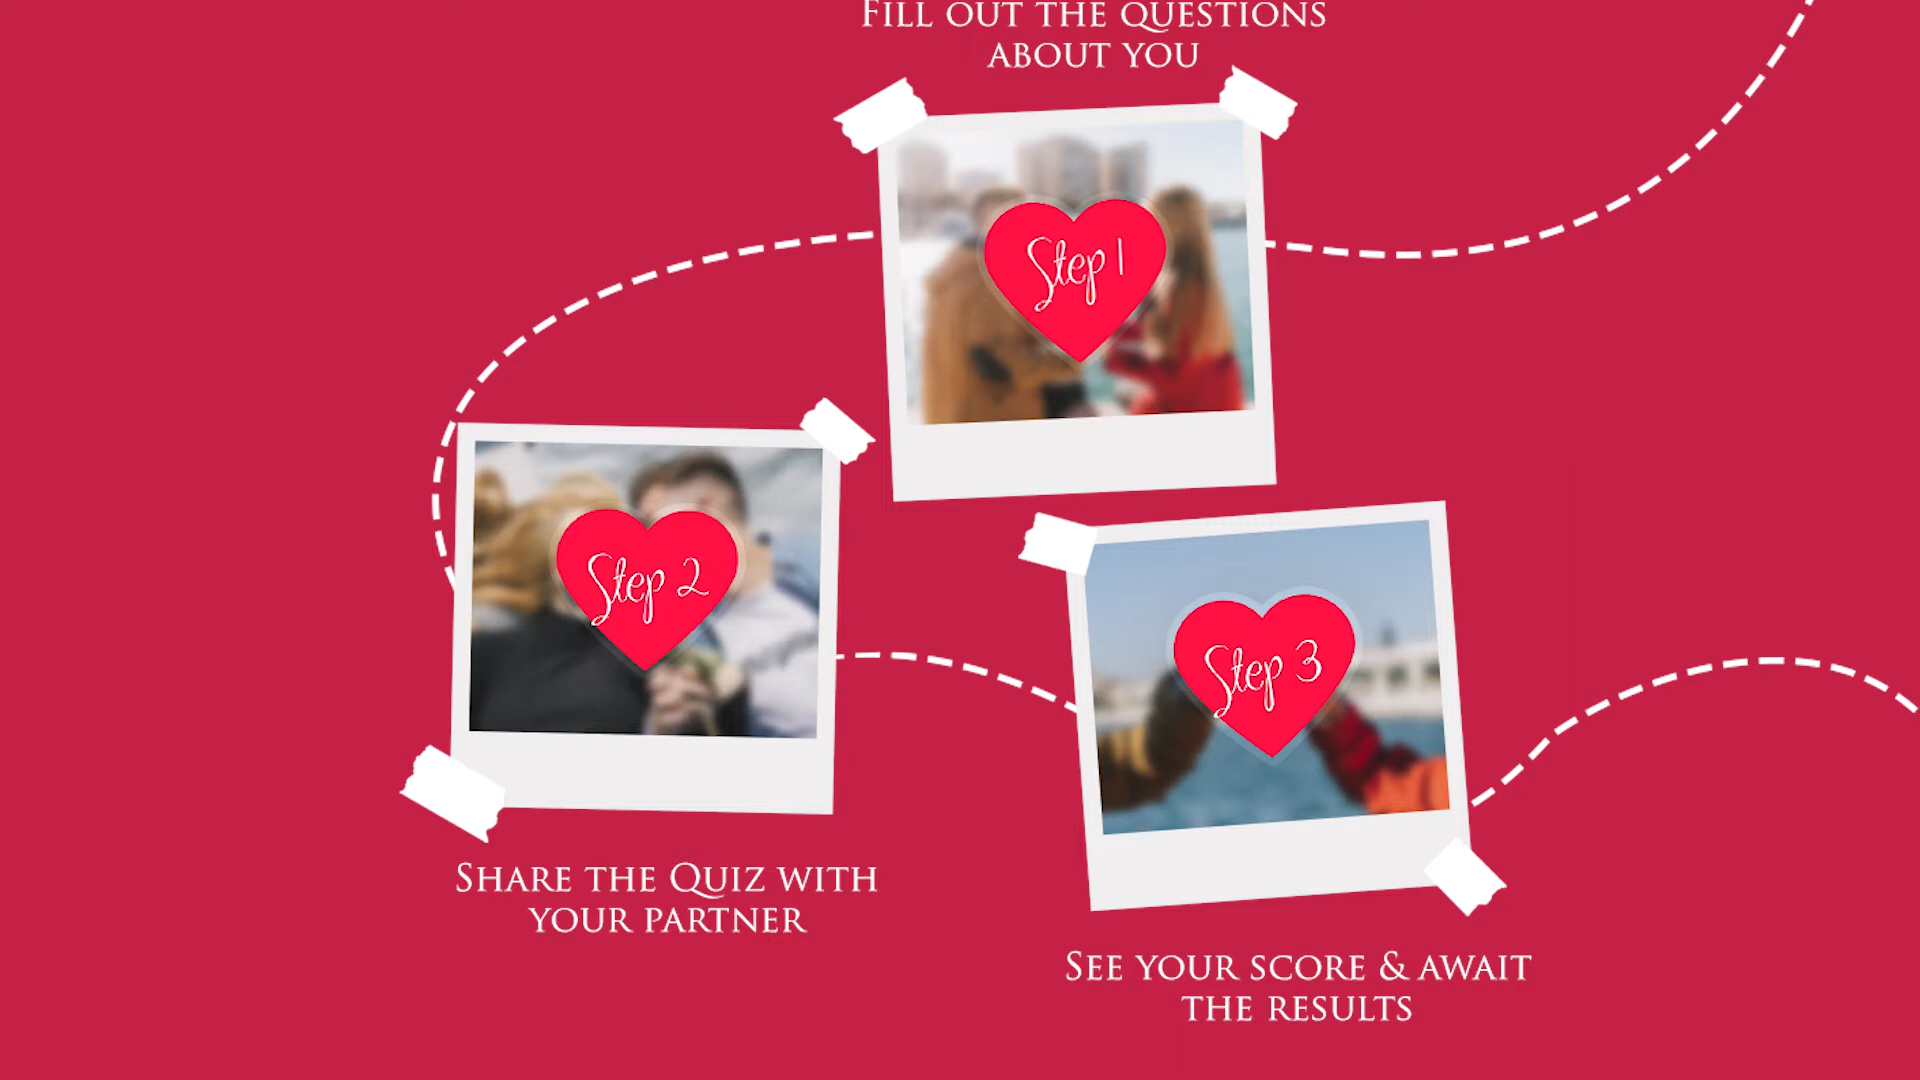 Fill out the questions
about you
Step 1
Step 2
Share the Quiz with
your partner
Step 3
See your score & await
the results